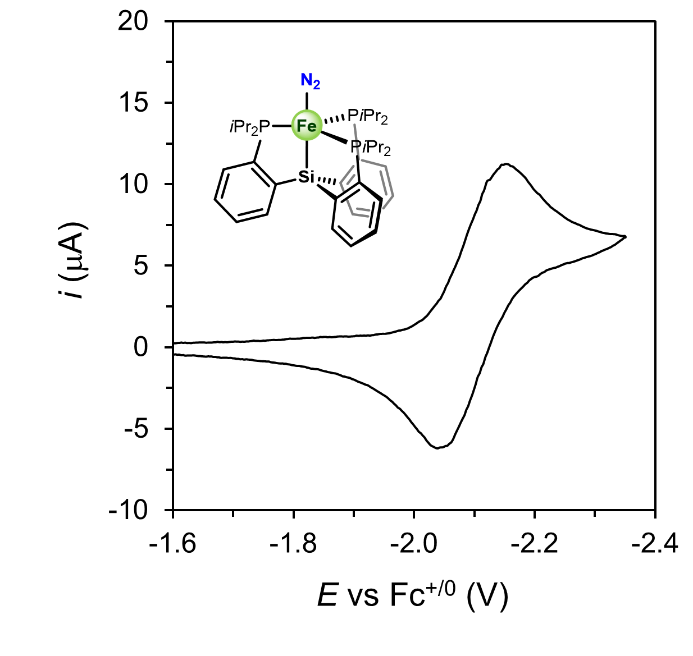 20
15
10
5
0
-5
-10
i (μA)
N₂
iPr₂P
Fe
PiPr₂
PiPr₂
Si
-1.6
-1.8
-2.0
-2.2
-2.4
E vs Fc⁺/⁰ (V)